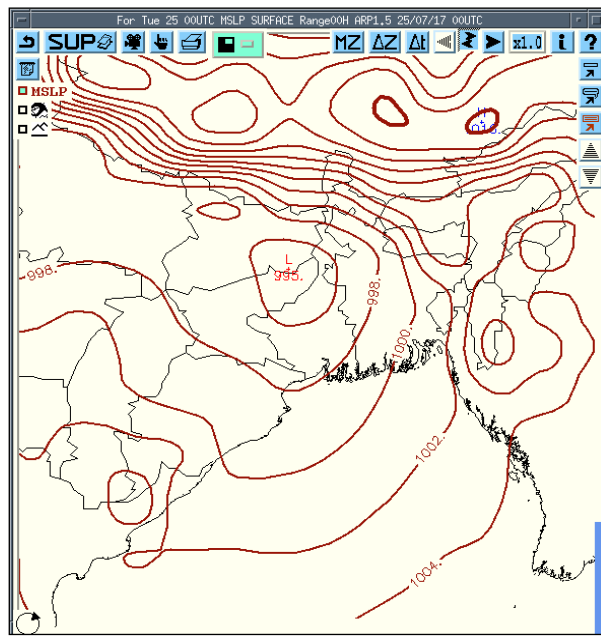 For Tue 25 00UTC MSLP SURFACE Range00H ARP1.5 25/07/17 00UTC
SUP MZ ΔZ Δt x1.0 i ?
MSLP
H
L
995.
998.
998.
1000.
1002.
1004.